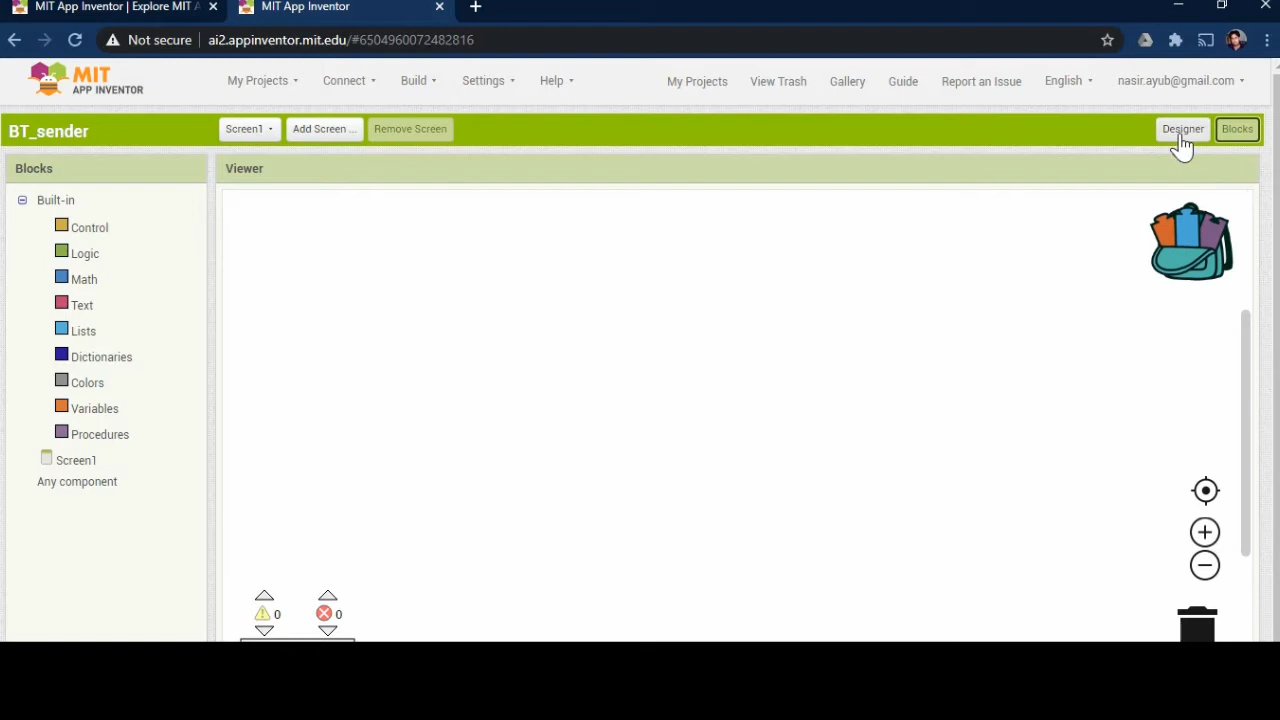 MIT App Inventor | Explore MIT A
MIT App Inventor
Not secure
ai2.appinventor.mit.edu/#6504960072482816
MIT
APP INVENTOR
My Projects
Connect
Build
Settings
Help
My Projects
View Trash
Gallery
Guide
Report an Issue
English
nasir.ayub@gmail.com
BT_sender
Screen1
Add Screen ...
Remove Screen
Designer
Blocks
Blocks
Viewer
Built-in
Control
Logic
Math
Text
Lists
Dictionaries
Colors
Variables
Procedures
Screen1
Any component
0
0